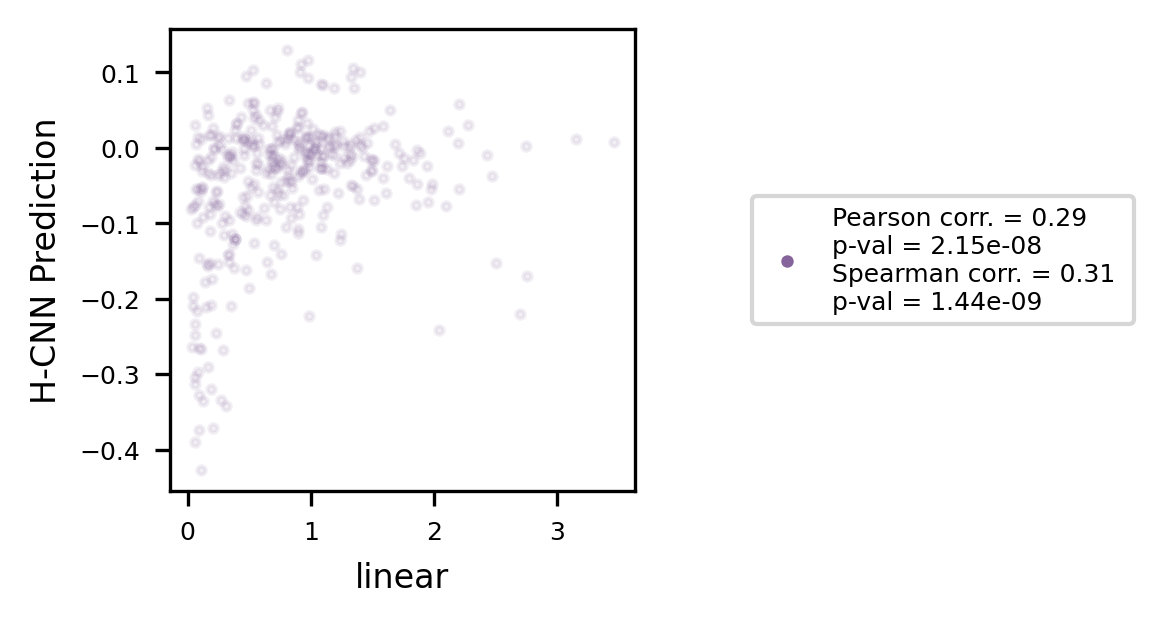 H-CNN Prediction
0.1
0.0
−0.1
−0.2
−0.3
−0.4
0 1 2 3
linear
Pearson corr. = 0.29
p-val = 2.15e-08
Spearman corr. = 0.31
p-val = 1.44e-09